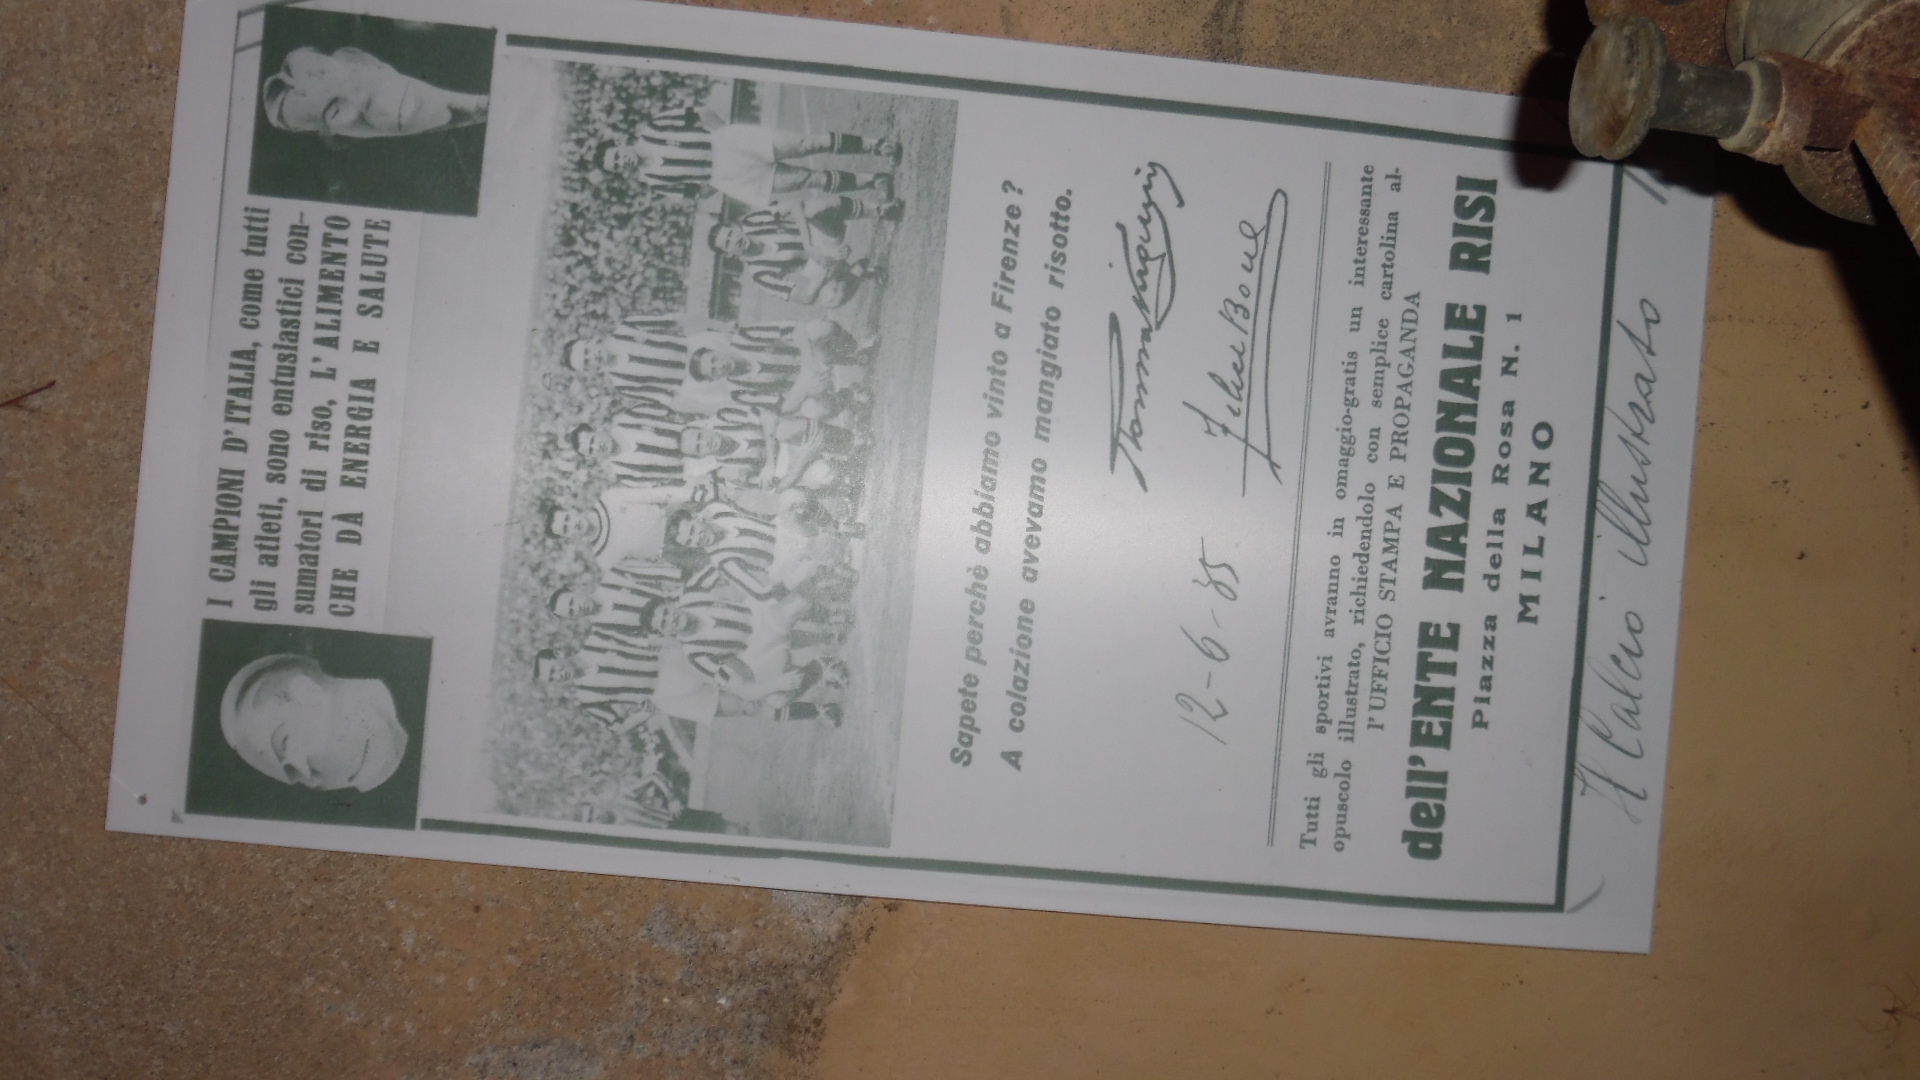 I CAMPIONI D'ITALIA, come tutti
gli atleti, sono entusiastici con-
sumatori di riso, L'ALIMENTO
CHE DÀ ENERGIA E SALUTE
Sapete perchè abbiamo vinto a Firenze?
A colazione avevamo mangiato risotto.
12-6-35
Tutti gli sportivi avranno in omaggio-gratis un interessante
opuscolo illustrato, richiedendolo con semplice cartolina al-
l'UFFICIO STAMPA E PROPAGANDA
dell'ENTE NAZIONALE RISI
Piazza della Rosa N. 1
MILANO
Il Calcio illustrato